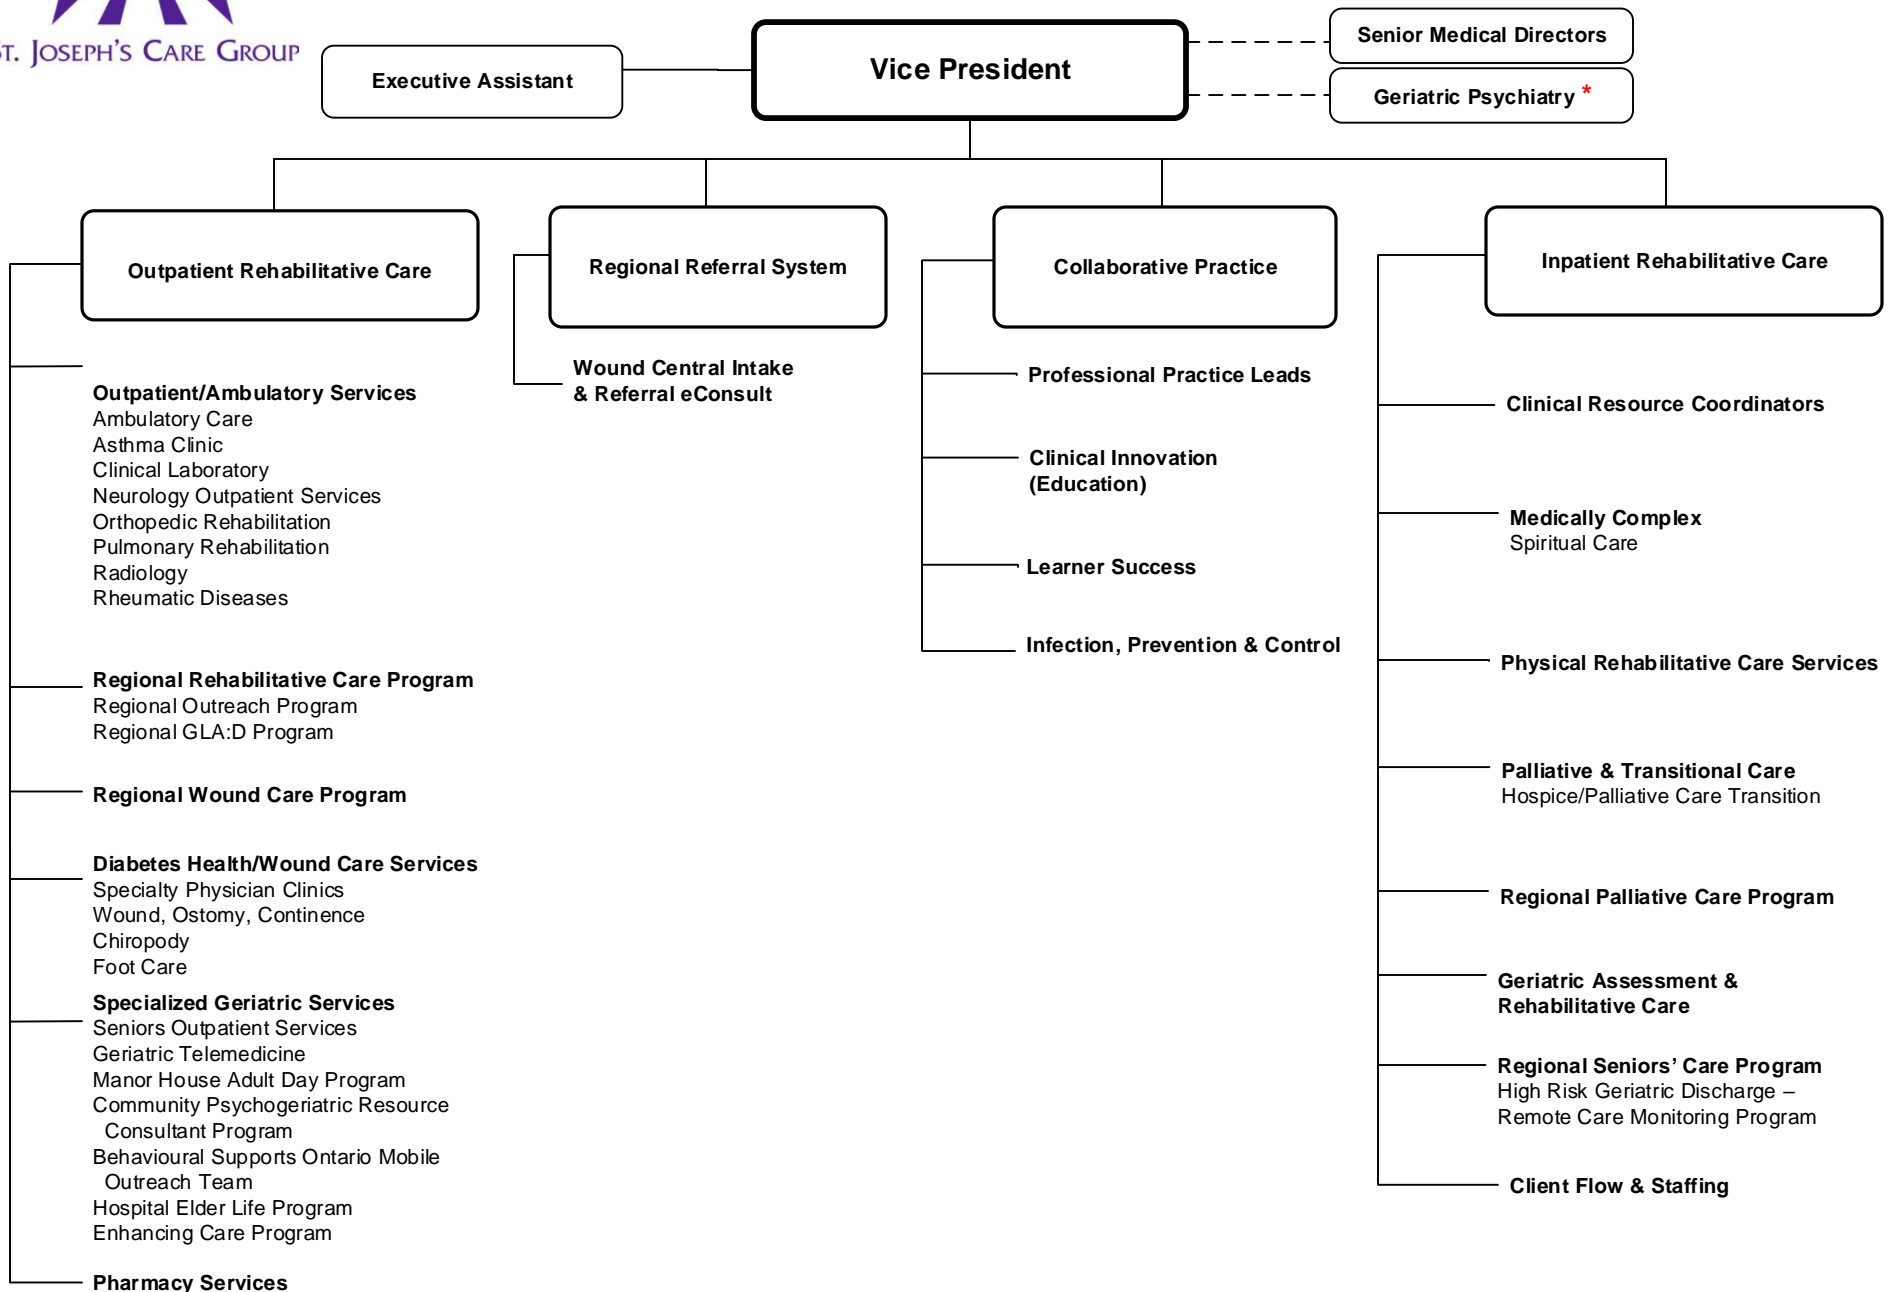 ST. JOSEPH'S CARE GROUP
Executive Assistant
Vice President
Senior Medical Directors
Geriatric Psychiatry *
Outpatient Rehabilitative Care
Outpatient/Ambulatory Services
Ambulatory Care
Asthma Clinic
Clinical Laboratory
Neurology Outpatient Services
Orthopedic Rehabilitation
Pulmonary Rehabilitation
Radiology
Rheumatic Diseases
Regional Rehabilitative Care Program
Regional Outreach Program
Regional GLA:D Program
Regional Wound Care Program
Diabetes Health/Wound Care Services
Specialty Physician Clinics
Wound, Ostomy, Continence
Chiropody
Foot Care
Specialized Geriatric Services
Seniors Outpatient Services
Geriatric Telemedicine
Manor House Adult Day Program
Community Psychogeriatric Resource
Consultant Program
Behavioural Supports Ontario Mobile
Outreach Team
Hospital Elder Life Program
Enhancing Care Program
Pharmacy Services
Regional Referral System
Wound Central Intake
& Referral eConsult
Collaborative Practice
Professional Practice Leads
Clinical Innovation
(Education)
Learner Success
Infection, Prevention & Control
Inpatient Rehabilitative Care
Clinical Resource Coordinators
Medically Complex
Spiritual Care
Physical Rehabilitative Care Services
Palliative & Transitional Care
Hospice/Palliative Care Transition
Regional Palliative Care Program
Geriatric Assessment &
Rehabilitative Care
Regional Seniors’ Care Program
High Risk Geriatric Discharge –
Remote Care Monitoring Program
Client Flow & Staffing